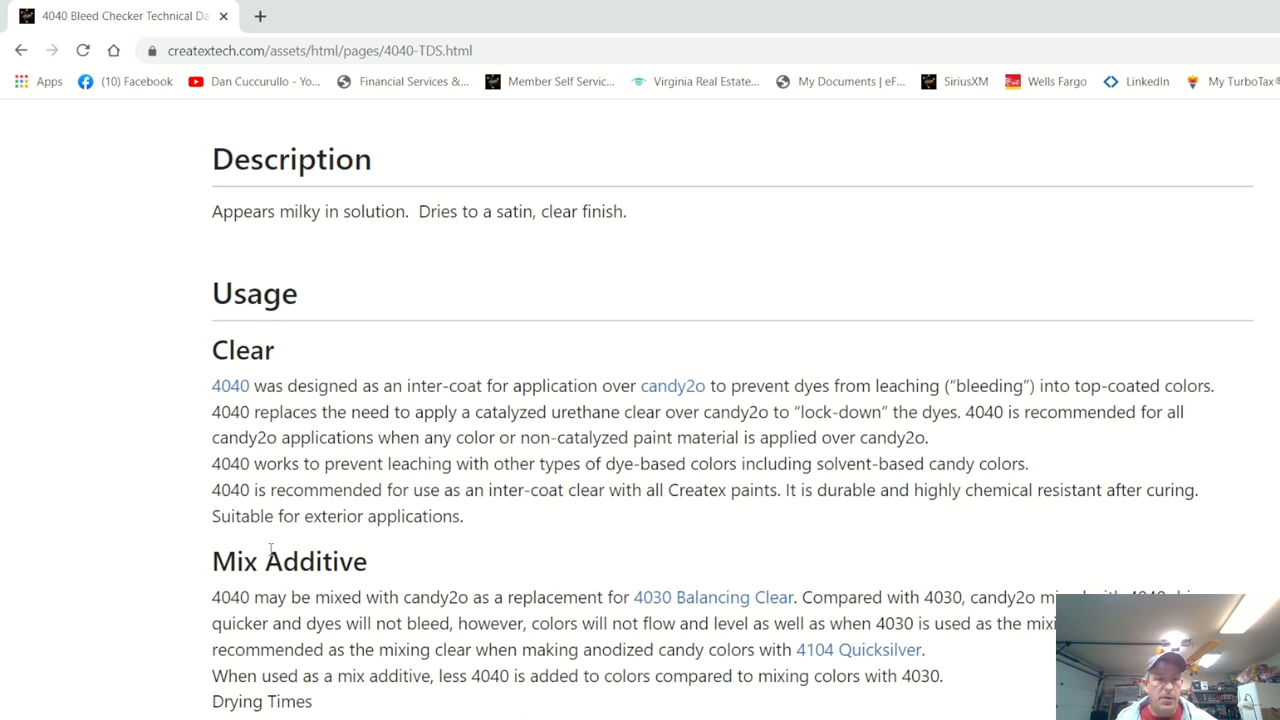 4040 Bleed Checker Technical Da
creatextech.com/assets/html/pages/4040-TDS.html
Apps (10) Facebook Dan Cuccurullo - Yo... Financial Services &... Member Self Servic... Virginia Real Estate... My Documents | eF... SiriusXM Wells Fargo LinkedIn My TurboTax®
Description
Appears milky in solution. Dries to a satin, clear finish.
Usage
Clear
4040 was designed as an inter-coat for application over candy2o to prevent dyes from leaching (“bleeding”) into top-coated colors.
4040 replaces the need to apply a catalyzed urethane clear over candy2o to “lock-down” the dyes. 4040 is recommended for all
candy2o applications when any color or non-catalyzed paint material is applied over candy2o.
4040 works to prevent leaching with other types of dye-based colors including solvent-based candy colors.
4040 is recommended for use as an inter-coat clear with all Createx paints. It is durable and highly chemical resistant after curing.
Suitable for exterior applications.
Mix Additive
4040 may be mixed with candy2o as a replacement for 4030 Balancing Clear. Compared with 4030, candy2o
quicker and dyes will not bleed, however, colors will not flow and level as well as when 4030 is used as the
recommended as the mixing clear when making anodized candy colors with 4104 Quicksilver.
When used as a mix additive, less 4040 is added to colors compared to mixing colors with 4030.
Drying Times